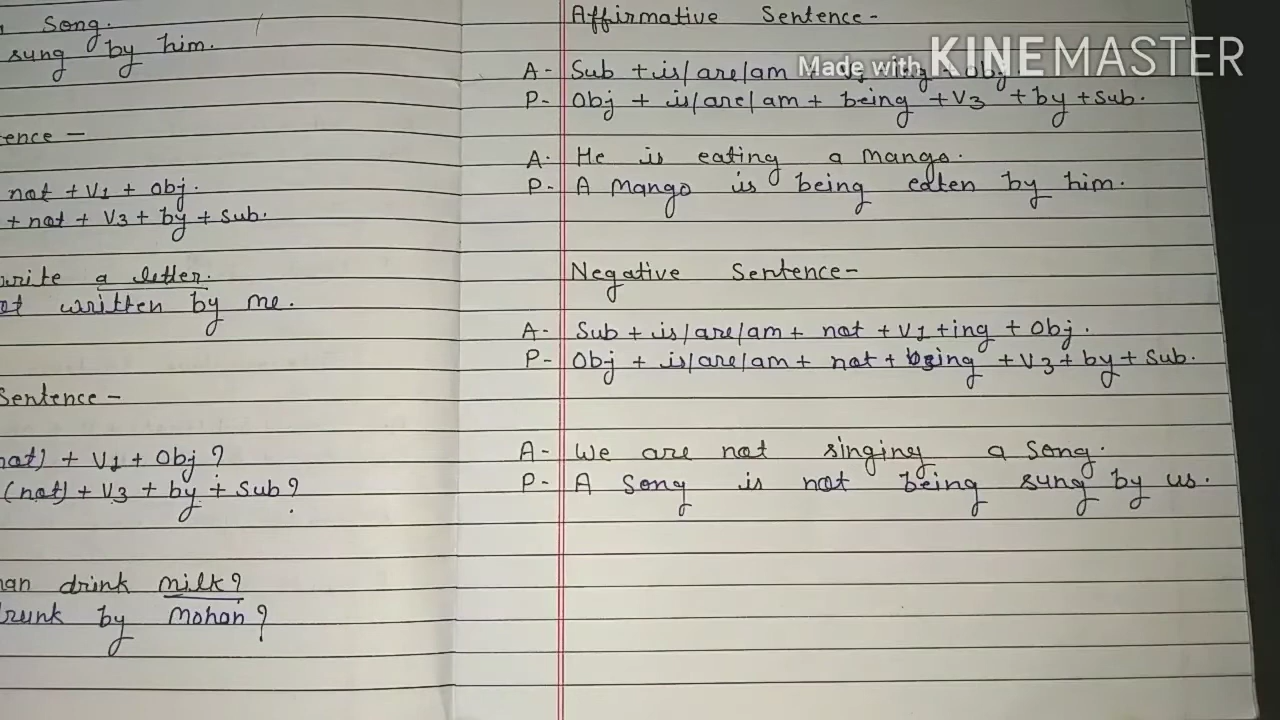 Song.
sung by him.
ence -
not + V1 + Obj.
+ not + V3 + by + Sub.
write a letter.
ot written by me.
Sentence -
not) + V1 + Obj ?
(not) + V3 + by + Sub?
han drink milk?
drunk by Mohan?
Affirmative Sentence -
A - Sub + is/are/am +
P - Obj + is/are/am + being + V3 + by + Sub.
A. He is eating a mango.
P - A Mango is being eaten by him.
Negative Sentence -
A - Sub + is/are/am + not + V1 + ing + Obj.
P - Obj + is/are/am + not + being + V3 + by + Sub.
A - We are not singing a Song.
P - A Song is not being sung by us.
Made with KINEMASTER